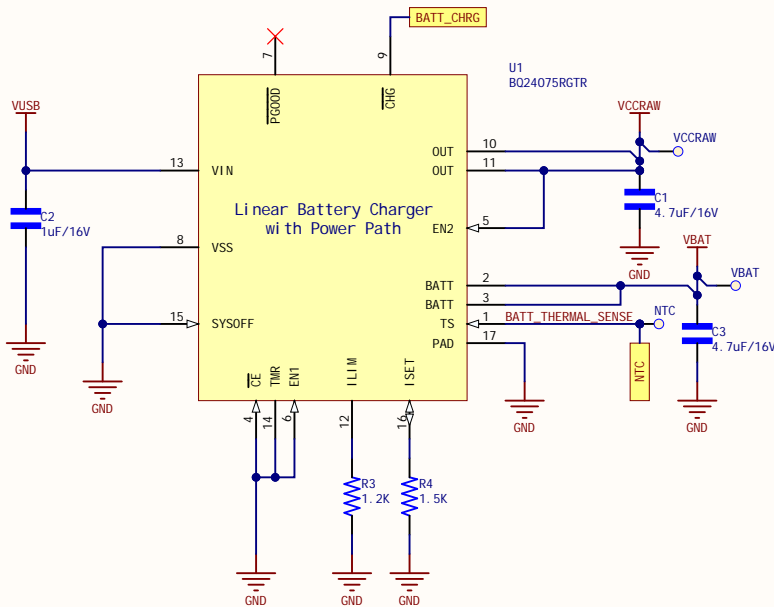 BATT_CHRG
7
9
U1
BQ24075RGTR
PGOOD
CHG
VUSB
VCCRAW
10
OUT
VCCRAW
11
OUT
13
VIN
C1
4.7uF/16V
C2
1uF/16V
Linear Battery Charger
with Power Path
5
EN2
8
VSS
GND
VBAT
2
BATT
VBAT
3
BATT
15
SYSOFF
1
TS
BATT_THERMAL_SENSE
NTC
17
PAD
C3
4.7uF/16V
GND
NTC
CE
TMR
EN1
ILIM
ISET
GND
GND
GND
4
14
6
12
16
R3
1.2K
R4
1.5K
GND
GND
GND